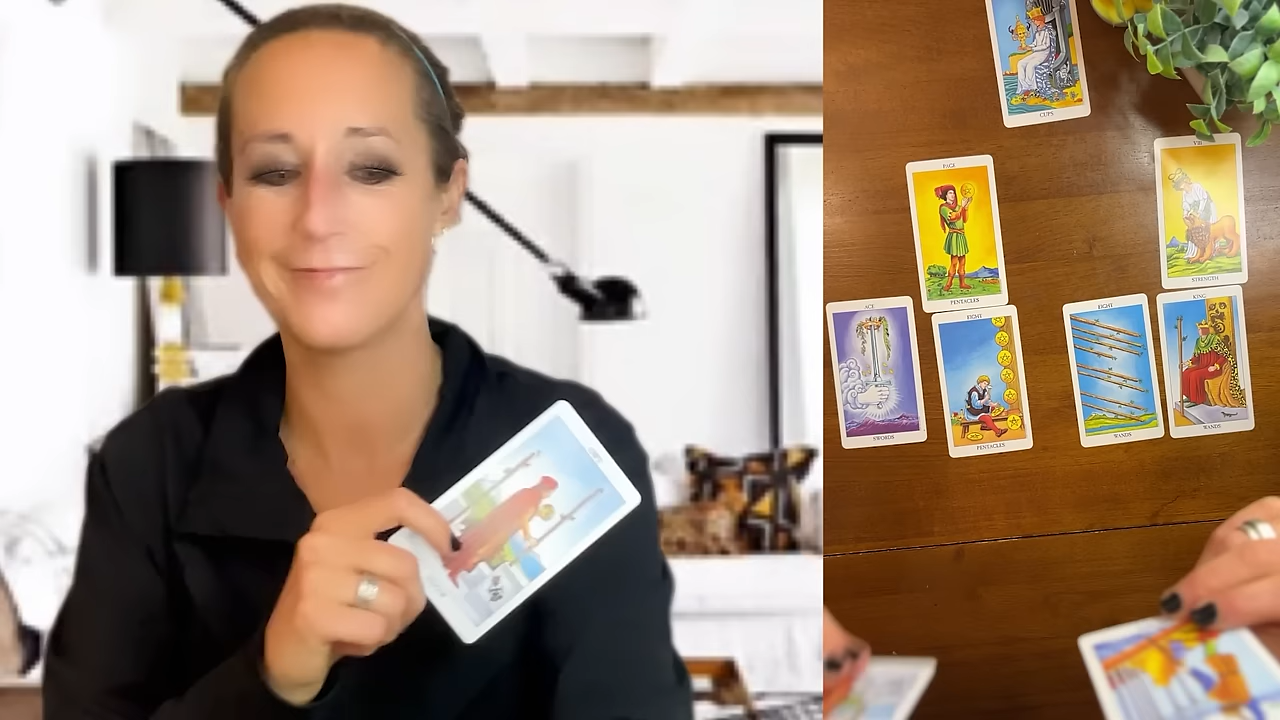 CUPS
PAGE
PENTACLES
VIII
STRENGTH
ACE
SWORDS
EIGHT
PENTACLES
EIGHT
WANDS
KING
WANDS